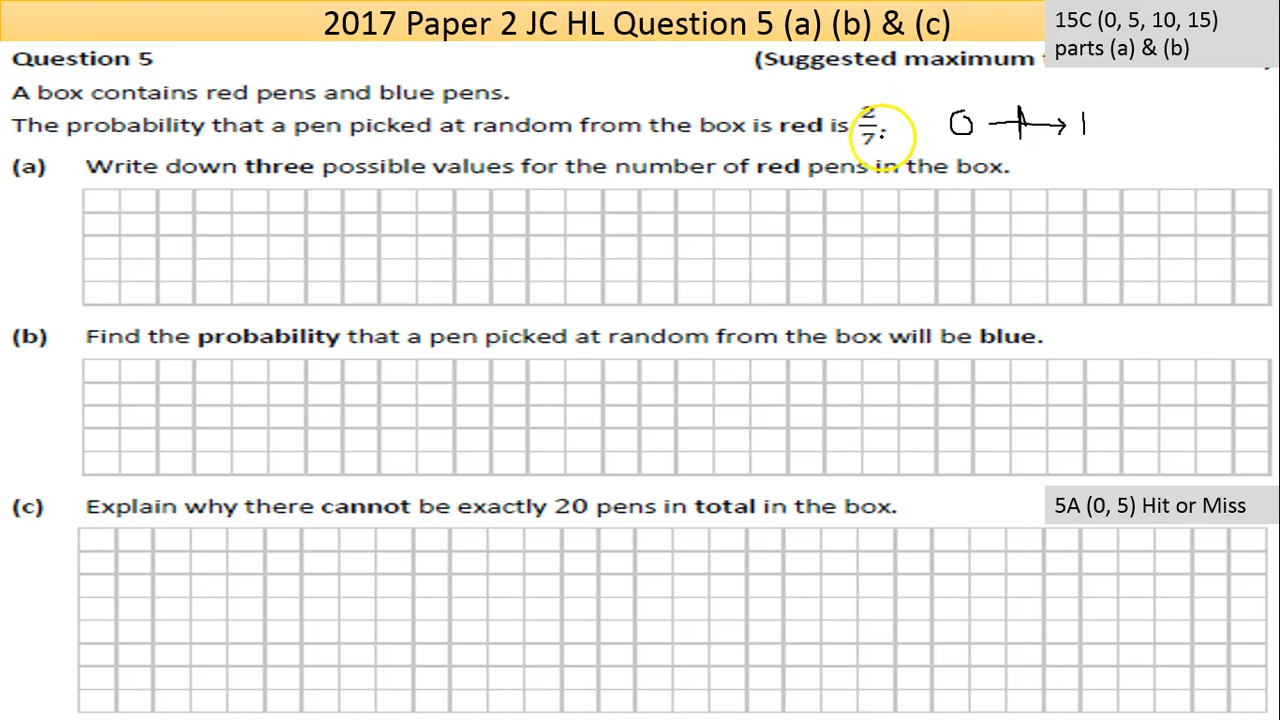 2017 Paper 2 JC HL Question 5 (a) (b) & (c)
15C (0, 5, 10, 15)
parts (a) & (b)
Question 5 (Suggested maximum
A box contains red pens and blue pens.
The probability that a pen picked at random from the box is red is 2/7. 0 1
(a) Write down three possible values for the number of red pens in the box.
(b) Find the probability that a pen picked at random from the box will be blue.
(c) Explain why there cannot be exactly 20 pens in total in the box.
5A (0, 5) Hit or Miss